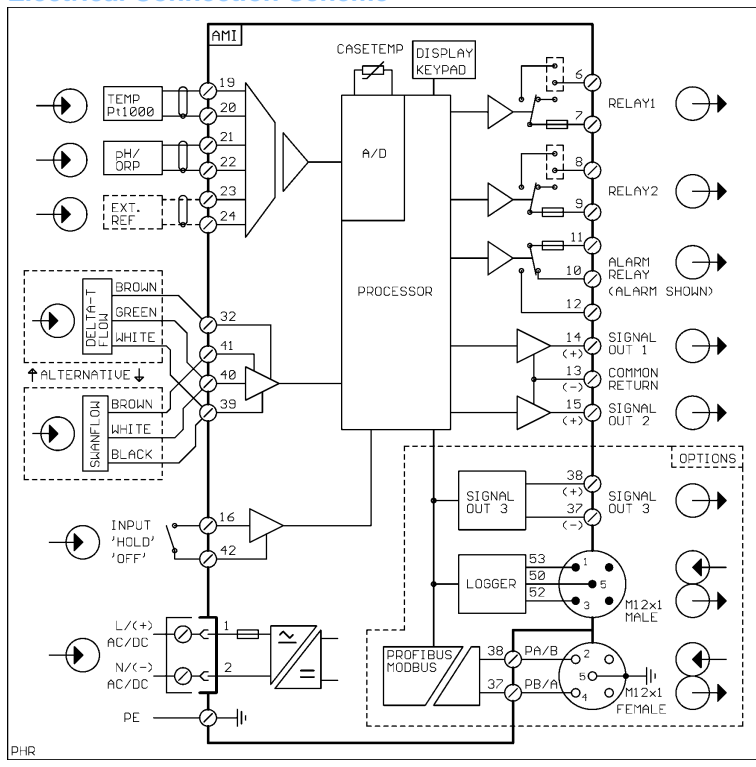 AMI
CASETEMP
DISPLAY
KEYPAD
TEMP
Pt1000
19
20
pH/
ORP
21
22
EXT.
REF
23
24
A/D
PROCESSOR
6
RELAY1
7
8
RELAY2
9
11
10
ALARM
RELAY
(ALARM SHOWN)
12
DELTA-T
FLOW
BROWN
GREEN
WHITE
32
41
40
39
ALTERNATIVE
SWANFLOW
BROWN
WHITE
BLACK
14
(+)
SIGNAL
OUT 1
13
(-)
COMMON
RETURN
15
(+)
SIGNAL
OUT 2
OPTIONS
INPUT
'HOLD'
'OFF'
16
42
SIGNAL
OUT 3
38
(+)
37
(-)
SIGNAL
OUT 3
LOGGER
53
50
52
1
5
3
M12x1
MALE
L/(+)
AC/DC
1
N/(-)
AC/DC
2
PROFIBUS
MODBUS
38
PA/B
37
PB/A
2
5
4
M12x1
FEMALE
PE
PHR